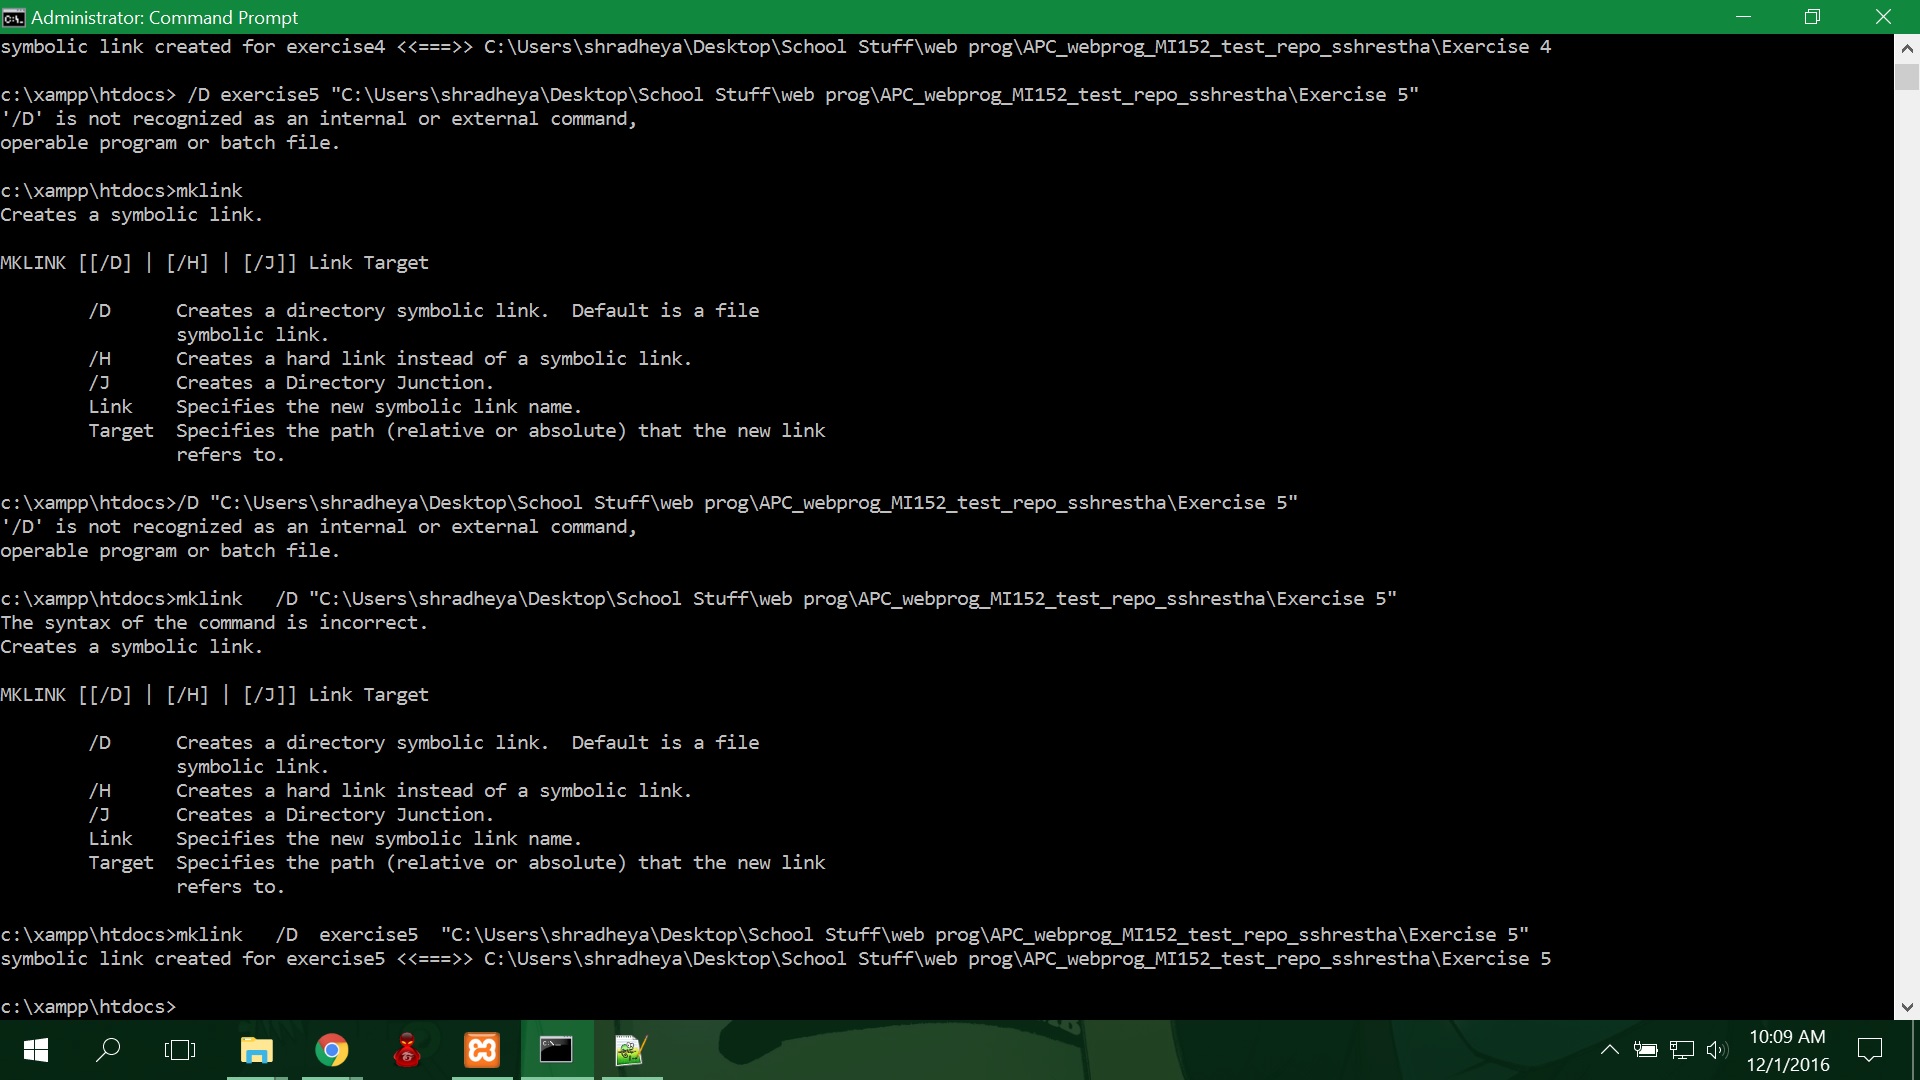 Administrator: Command Prompt
symbolic link created for exercise4 <<===>> C:\Users\shradheya\Desktop\School Stuff\web prog\APC_webprog_MI152_test_repo_sshrestha\Exercise 4
c:\xampp\htdocs> /D exercise5 "C:\Users\shradheya\Desktop\School Stuff\web prog\APC_webprog_MI152_test_repo_sshrestha\Exercise 5"
'/D' is not recognized as an internal or external command,
operable program or batch file.
c:\xampp\htdocs>mklink
Creates a symbolic link.
MKLINK [[/D] | [/H] | [/J]] Link Target
/D      Creates a directory symbolic link.  Default is a file
symbolic link.
/H      Creates a hard link instead of a symbolic link.
/J      Creates a Directory Junction.
Link    Specifies the new symbolic link name.
Target  Specifies the path (relative or absolute) that the new link
refers to.
c:\xampp\htdocs>/D "C:\Users\shradheya\Desktop\School Stuff\web prog\APC_webprog_MI152_test_repo_sshrestha\Exercise 5"
'/D' is not recognized as an internal or external command,
operable program or batch file.
c:\xampp\htdocs>mklink   /D "C:\Users\shradheya\Desktop\School Stuff\web prog\APC_webprog_MI152_test_repo_sshrestha\Exercise 5"
The syntax of the command is incorrect.
Creates a symbolic link.
MKLINK [[/D] | [/H] | [/J]] Link Target
/D      Creates a directory symbolic link.  Default is a file
symbolic link.
/H      Creates a hard link instead of a symbolic link.
/J      Creates a Directory Junction.
Link    Specifies the new symbolic link name.
Target  Specifies the path (relative or absolute) that the new link
refers to.
c:\xampp\htdocs>mklink   /D  exercise5  "C:\Users\shradheya\Desktop\School Stuff\web prog\APC_webprog_MI152_test_repo_sshrestha\Exercise 5"
symbolic link created for exercise5 <<===>> C:\Users\shradheya\Desktop\School Stuff\web prog\APC_webprog_MI152_test_repo_sshrestha\Exercise 5
c:\xampp\htdocs>
10:09 AM
12/1/2016